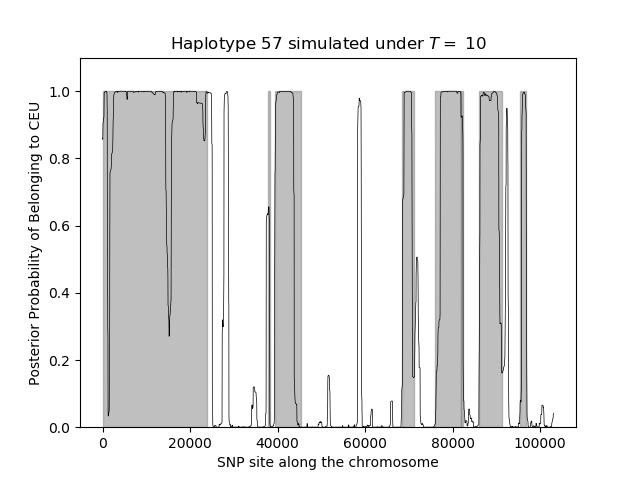 Haplotype 57 simulated under T = 10
Posterior Probability of Belonging to CEU
1.0
0.8
0.6
0.4
0.2
0.0
0 20000 40000 60000 80000 100000
SNP site along the chromosome